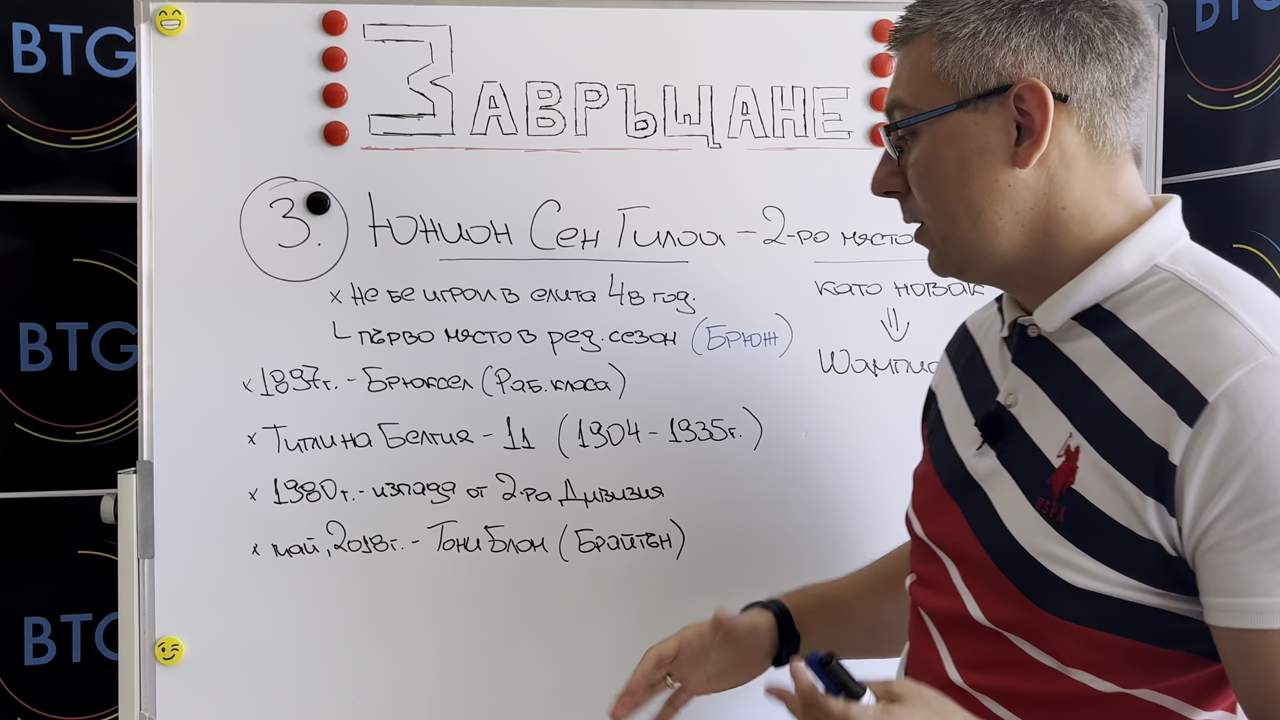 BTG
BTG
ЗАВРЪЩАНЕ
3. Юнион Сен Гилоа - 2-ро място
като новак
x Не бе играл в елита 48 год.
първо място в ред. сезон (Брюж)
x 1897г. - Брюксел (Раб. класа)
x Титли на Белгия - 11 (1904 - 1935г.)
x 1980г. - изпада от 2-ра Дивизия
x май, 2018г. - Тони Блом (Брайтън)
BTG
BTG
USPA